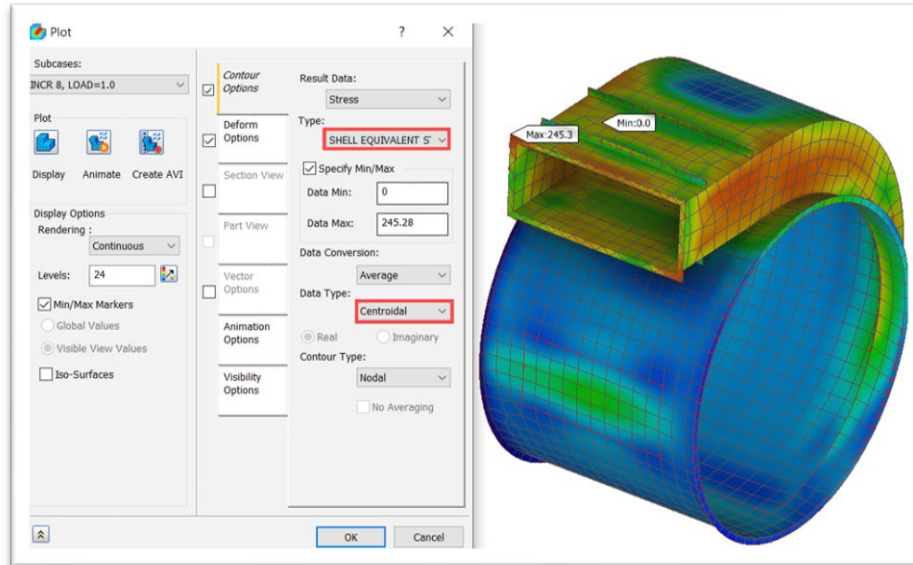 Plot
? ×
Subcases:
INCR 8, LOAD=1.0
Plot
Display Animate Create AVI
Display Options
Rendering :
Continuous
Levels: 24
Min/Max Markers
Global Values
Visible View Values
Iso-Surfaces
Contour
Options
Deform
Options
Section View
Part View
Vector
Options
Animation
Options
Visibility
Options
Result Data:
Stress
Type:
SHELL EQUIVALENT S
Specify Min/Max
Data Min: 0
Data Max: 245.28
Data Conversion:
Average
Data Type:
Centroidal
Real Imaginary
Contour Type:
Nodal
No Averaging
OK Cancel
Max:245.3
Min:0.0